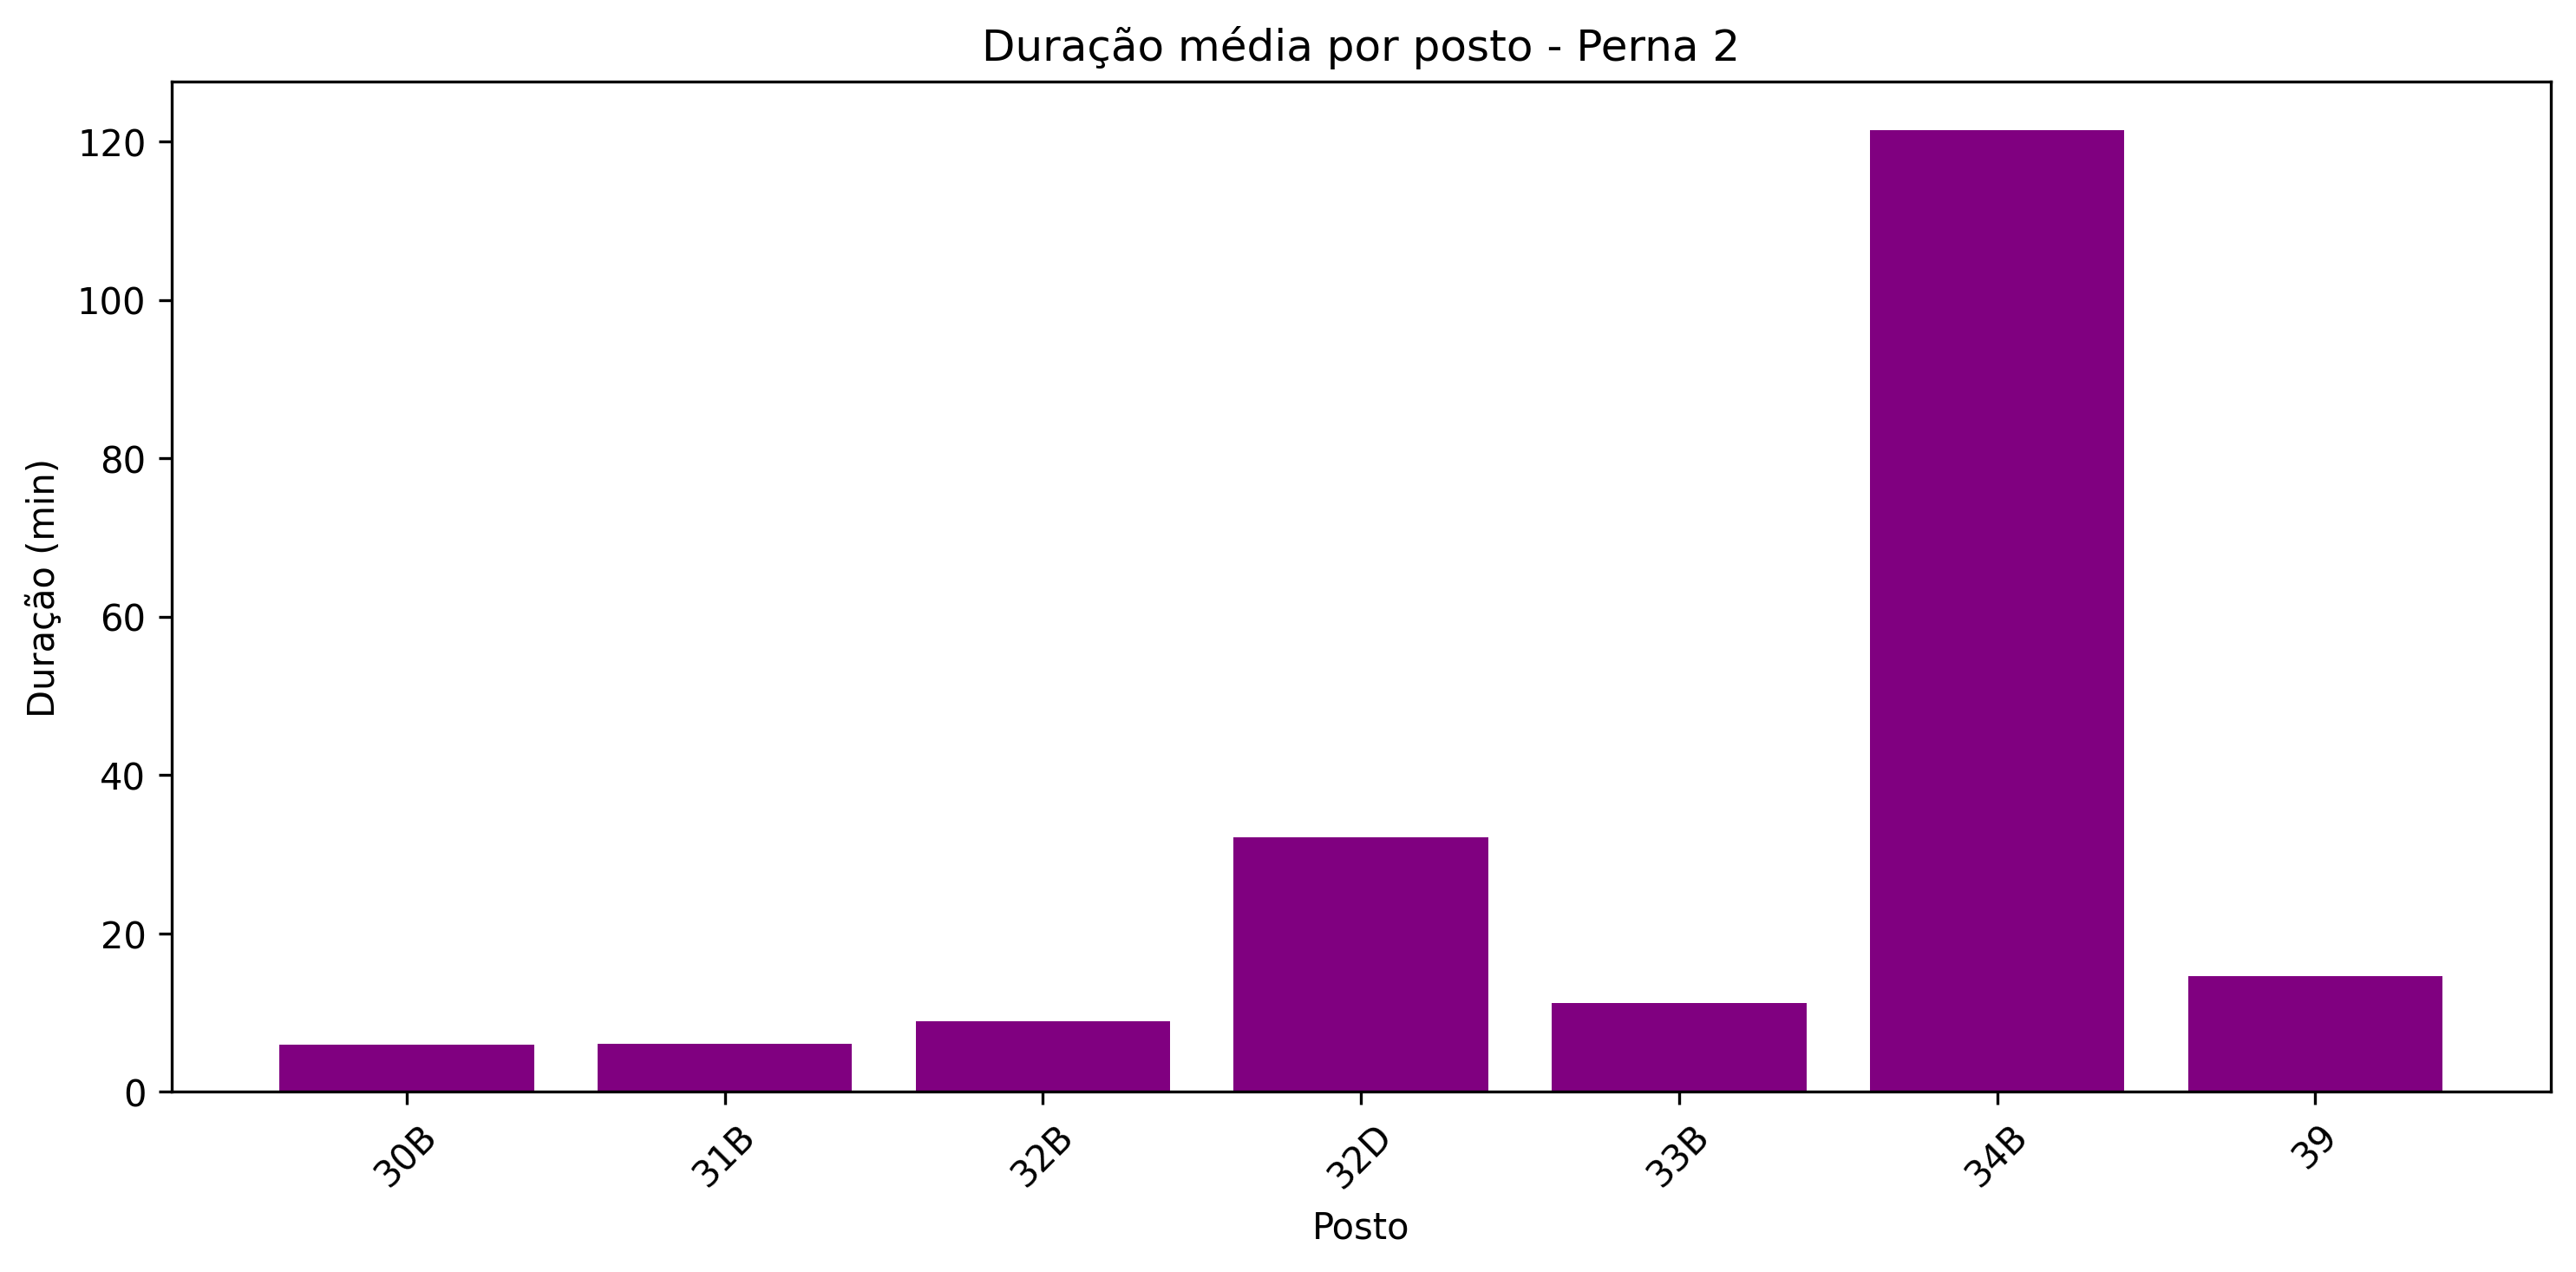 Duração média por posto - Perna 2
Duração (min)
120
100
80
60
40
20
0
30B
31B
32B
32D
33B
34B
39
Posto